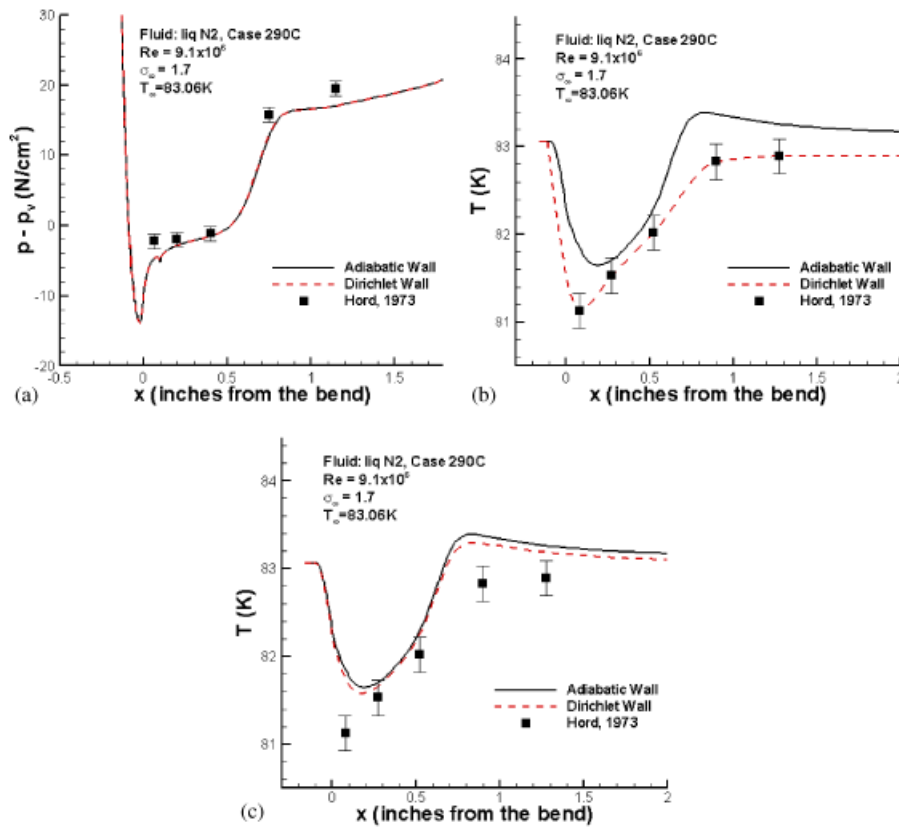 30
20
10
0
-10
-20
-0.5
0
0.5
1
1.5
p - pᵥ (N/cm²)
x (inches from the bend)
Fluid: liq N2, Case 290C
Re = 9.1x10⁶
σ∞ = 1.7
T∞=83.06K
Adiabatic Wall
Dirichlet Wall
Hord, 1973
(a)
84
83
82
81
0
0.5
1
1.5
2
T (K)
x (inches from the bend)
Fluid: liq N2, Case 290C
Re = 9.1x10⁶
σ∞ = 1.7
T∞=83.06K
Adiabatic Wall
Dirichlet Wall
Hord, 1973
(b)
84
83
82
81
0
0.5
1
1.5
2
T (K)
x (inches from the bend)
Fluid: liq N2, Case 290C
Re = 9.1x10⁶
σ∞ = 1.7
T∞=83.06K
Adiabatic Wall
Dirichlet Wall
Hord, 1973
(c)